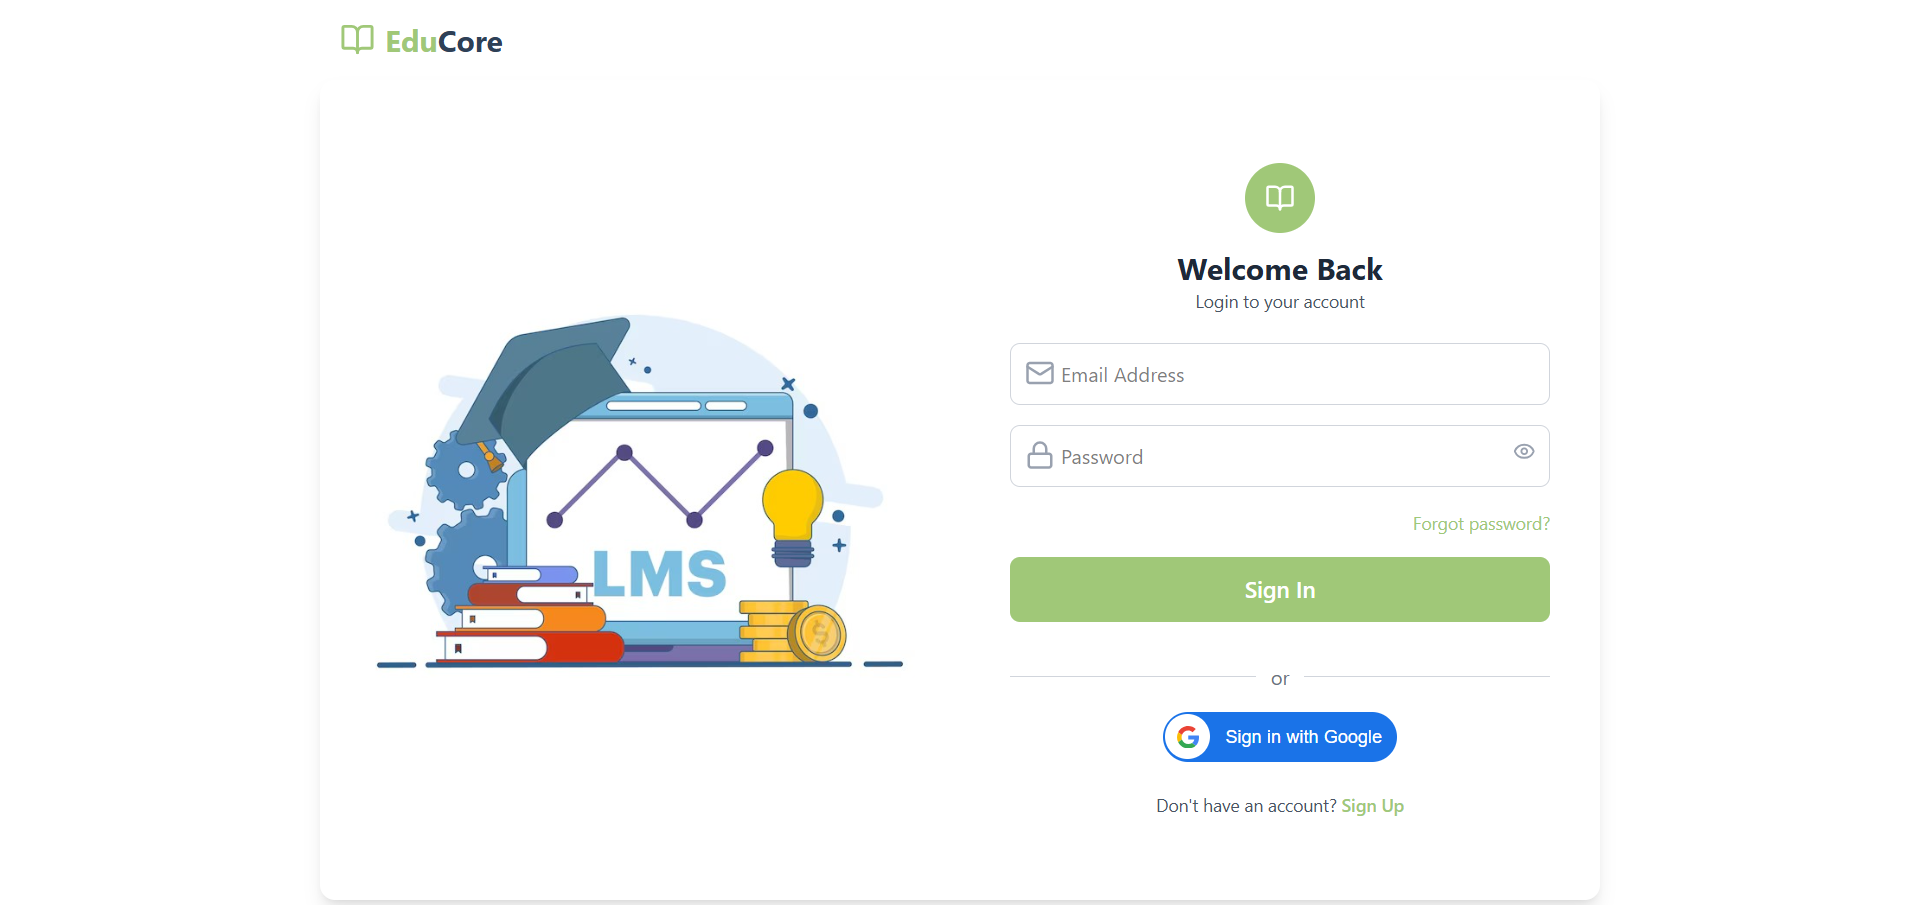 EduCore
Welcome Back
Login to your account
Email Address
Password
Forgot password?
Sign In
or
Sign in with Google
Don't have an account? Sign Up
LMS
$